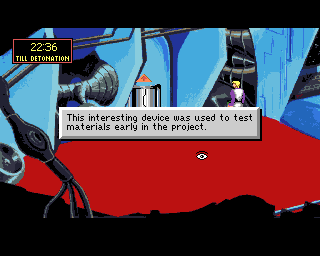 22:36
TILL DETONATION
This interesting device was used to test
materials early in the project.